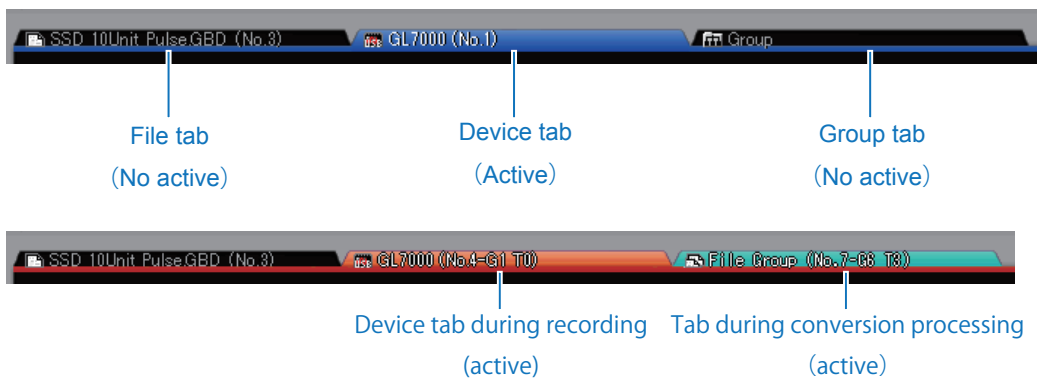 SSD 10Unit Pulse.GBD (No.3) USB GL7000 (No.1) Group
File tab Device tab Group tab
（No active） （Active） （No active）
SSD 10Unit Pulse.GBD (No.3) USB GL7000 (No.4-G1 T0) File Group (No.7-G6 T3)
Device tab during recording Tab during conversion processing
(active) （active）